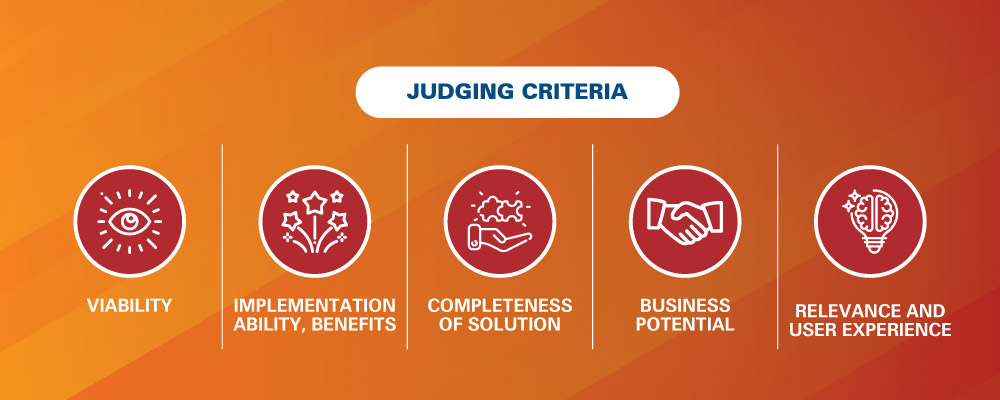 JUDGING CRITERIA
VIABILITY
IMPLEMENTATION
ABILITY, BENEFITS
COMPLETENESS
OF SOLUTION
BUSINESS
POTENTIAL
RELEVANCE AND
USER EXPERIENCE